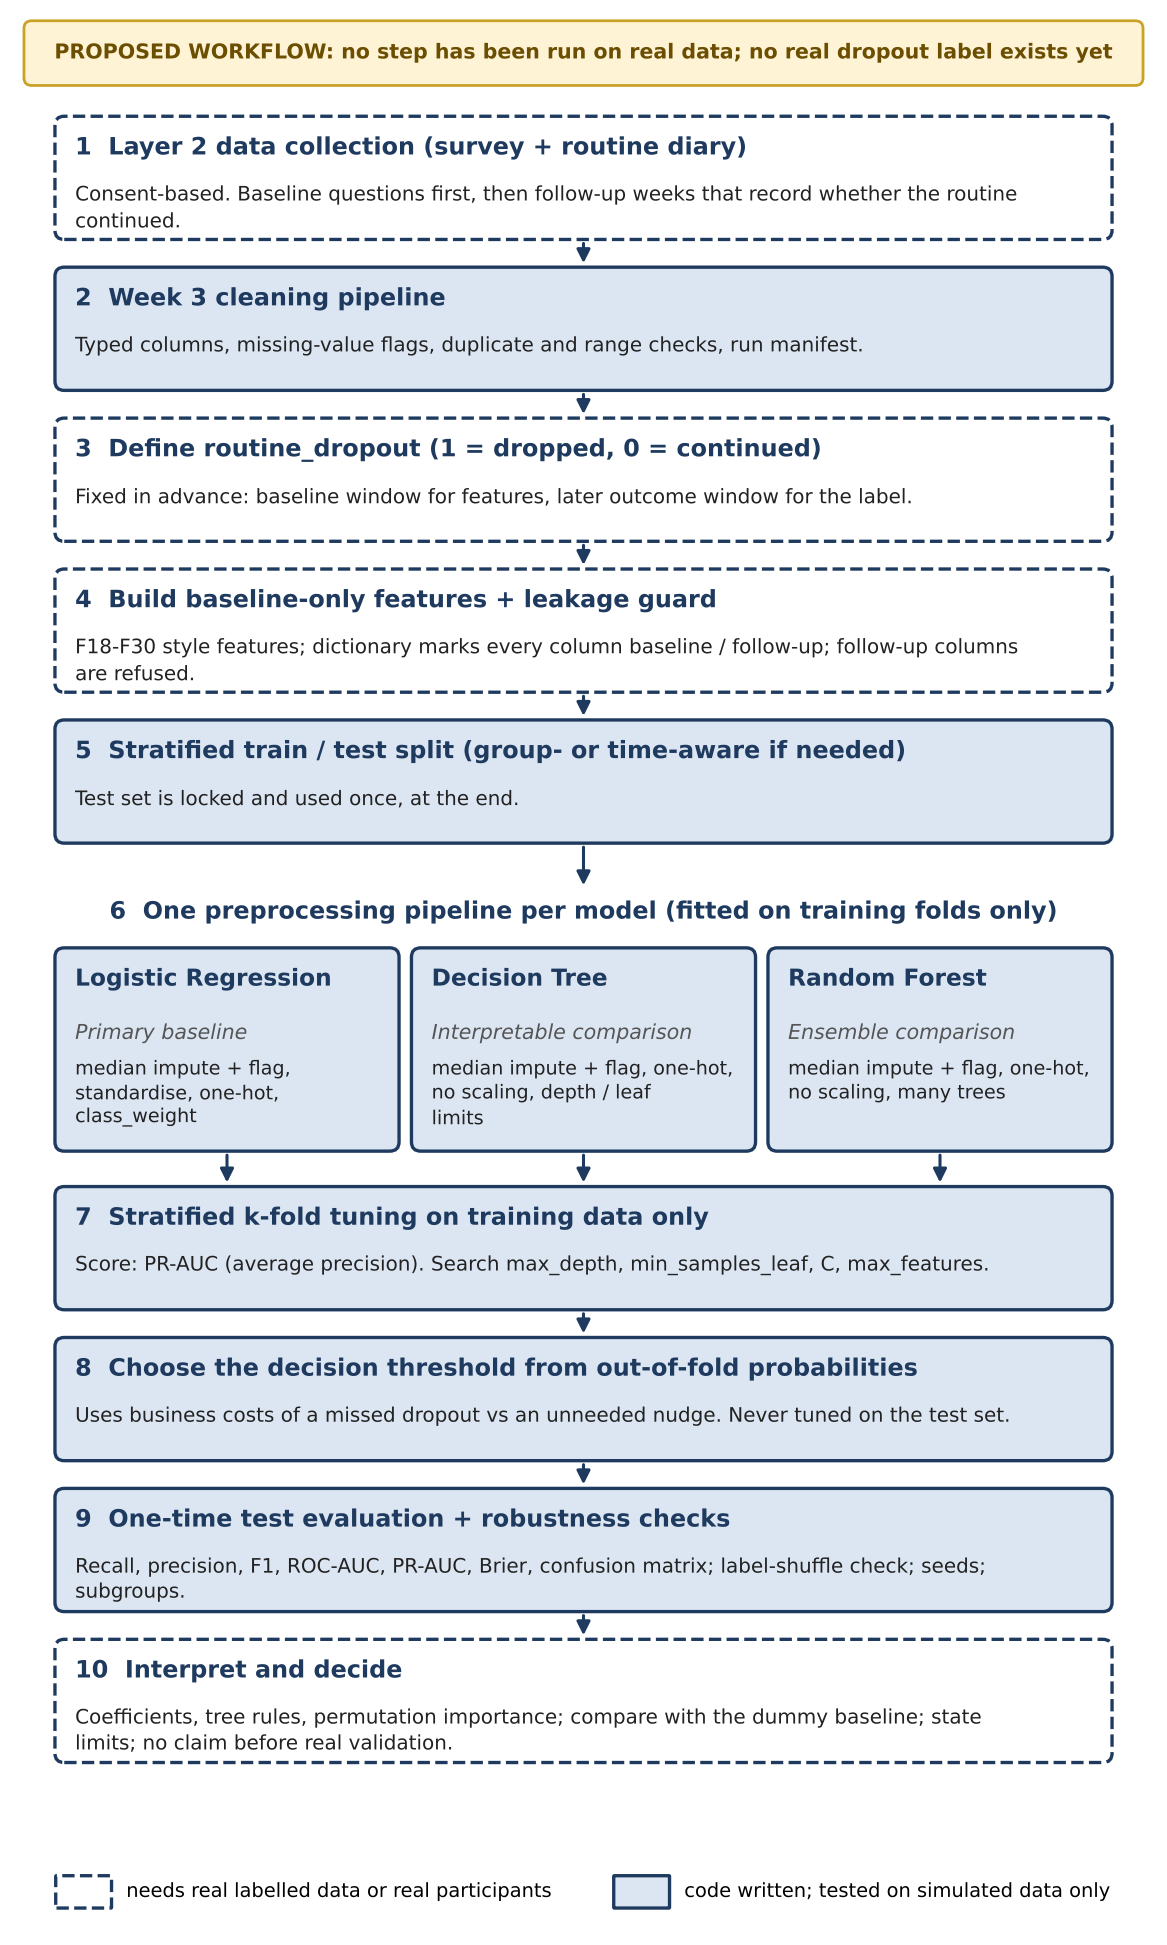 PROPOSED WORKFLOW: no step has been run on real data; no real dropout label exists yet
1 Layer 2 data collection (survey + routine diary)
Consent-based. Baseline questions first, then follow-up weeks that record whether the routine
continued.
2 Week 3 cleaning pipeline
Typed columns, missing-value flags, duplicate and range checks, run manifest.
3 Define routine_dropout (1 = dropped, 0 = continued)
Fixed in advance: baseline window for features, later outcome window for the label.
4 Build baseline-only features + leakage guard
F18-F30 style features; dictionary marks every column baseline / follow-up; follow-up columns
are refused.
5 Stratified train / test split (group- or time-aware if needed)
Test set is locked and used once, at the end.
6 One preprocessing pipeline per model (fitted on training folds only)
Logistic Regression
Primary baseline
median impute + flag,
standardise, one-hot,
class_weight
Decision Tree
Interpretable comparison
median impute + flag, one-hot,
no scaling, depth / leaf
limits
Random Forest
Ensemble comparison
median impute + flag, one-hot,
no scaling, many trees
7 Stratified k-fold tuning on training data only
Score: PR-AUC (average precision). Search max_depth, min_samples_leaf, C, max_features.
8 Choose the decision threshold from out-of-fold probabilities
Uses business costs of a missed dropout vs an unneeded nudge. Never tuned on the test set.
9 One-time test evaluation + robustness checks
Recall, precision, F1, ROC-AUC, PR-AUC, Brier, confusion matrix; label-shuffle check; seeds;
subgroups.
10 Interpret and decide
Coefficients, tree rules, permutation importance; compare with the dummy baseline; state
limits; no claim before real validation.
needs real labelled data or real participants
code written; tested on simulated data only